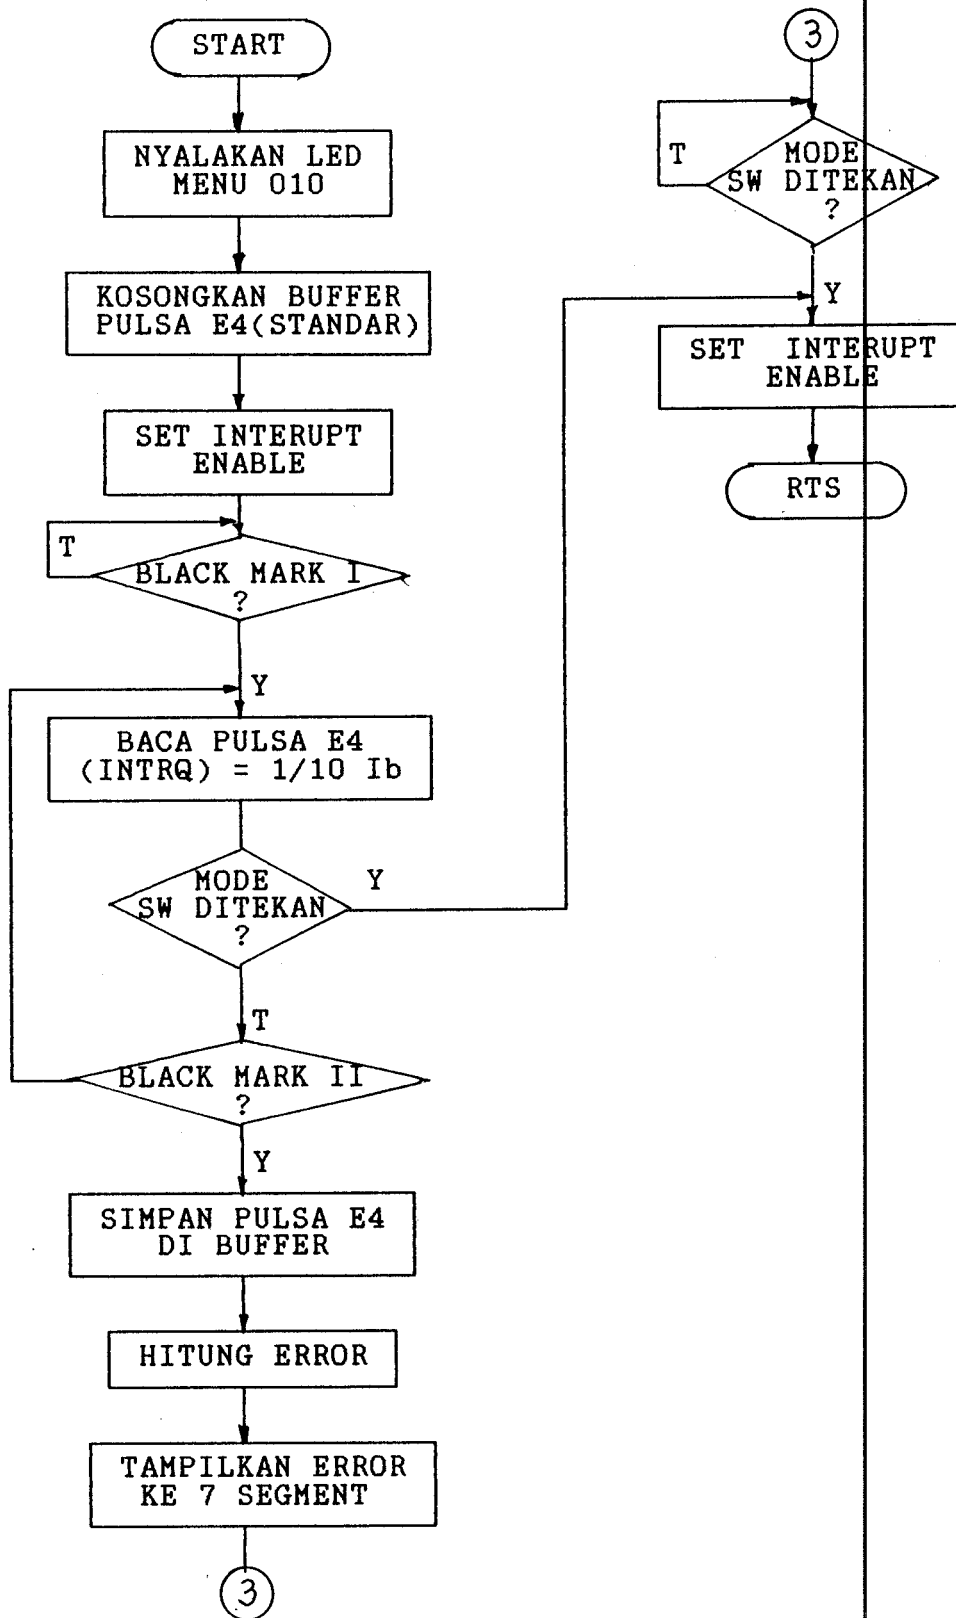 START
NYALAKAN LED
MENU 010
KOSONGKAN BUFFER
PULSA E4(STANDAR)
SET INTERUPT
ENABLE
T
BLACK MARK I
?
Y
BACA PULSA E4
(INTRQ) = 1/10 Ib
MODE
SW DITEKAN
?
Y
T
BLACK MARK II
?
Y
SIMPAN PULSA E4
DI BUFFER
HITUNG ERROR
TAMPILKAN ERROR
KE 7 SEGMENT
3
3
T
MODE
SW DITEKAN
?
Y
SET INTERUPT
ENABLE
RTS